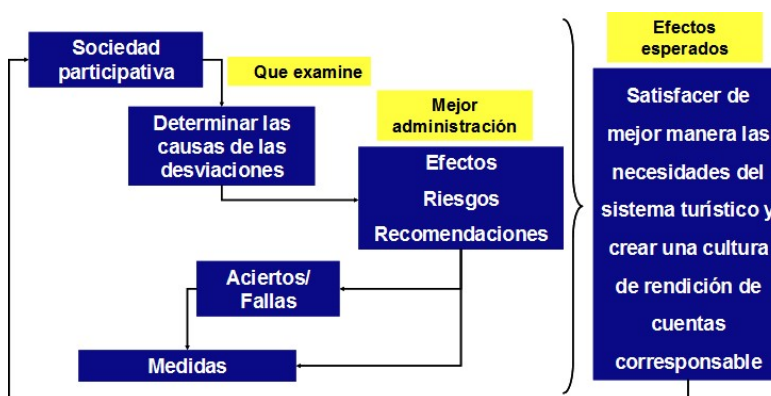 Sociedad
participativa
Que examine
Determinar las
causas de las
desviaciones
Mejor
administración
Efectos
Riesgos
Recomendaciones
Aciertos/
Fallas
Medidas
Efectos
esperados
Satisfacer de
mejor manera las
necesidades del
sistema turístico y
crear una cultura
de rendición de
cuentas
corresponsable